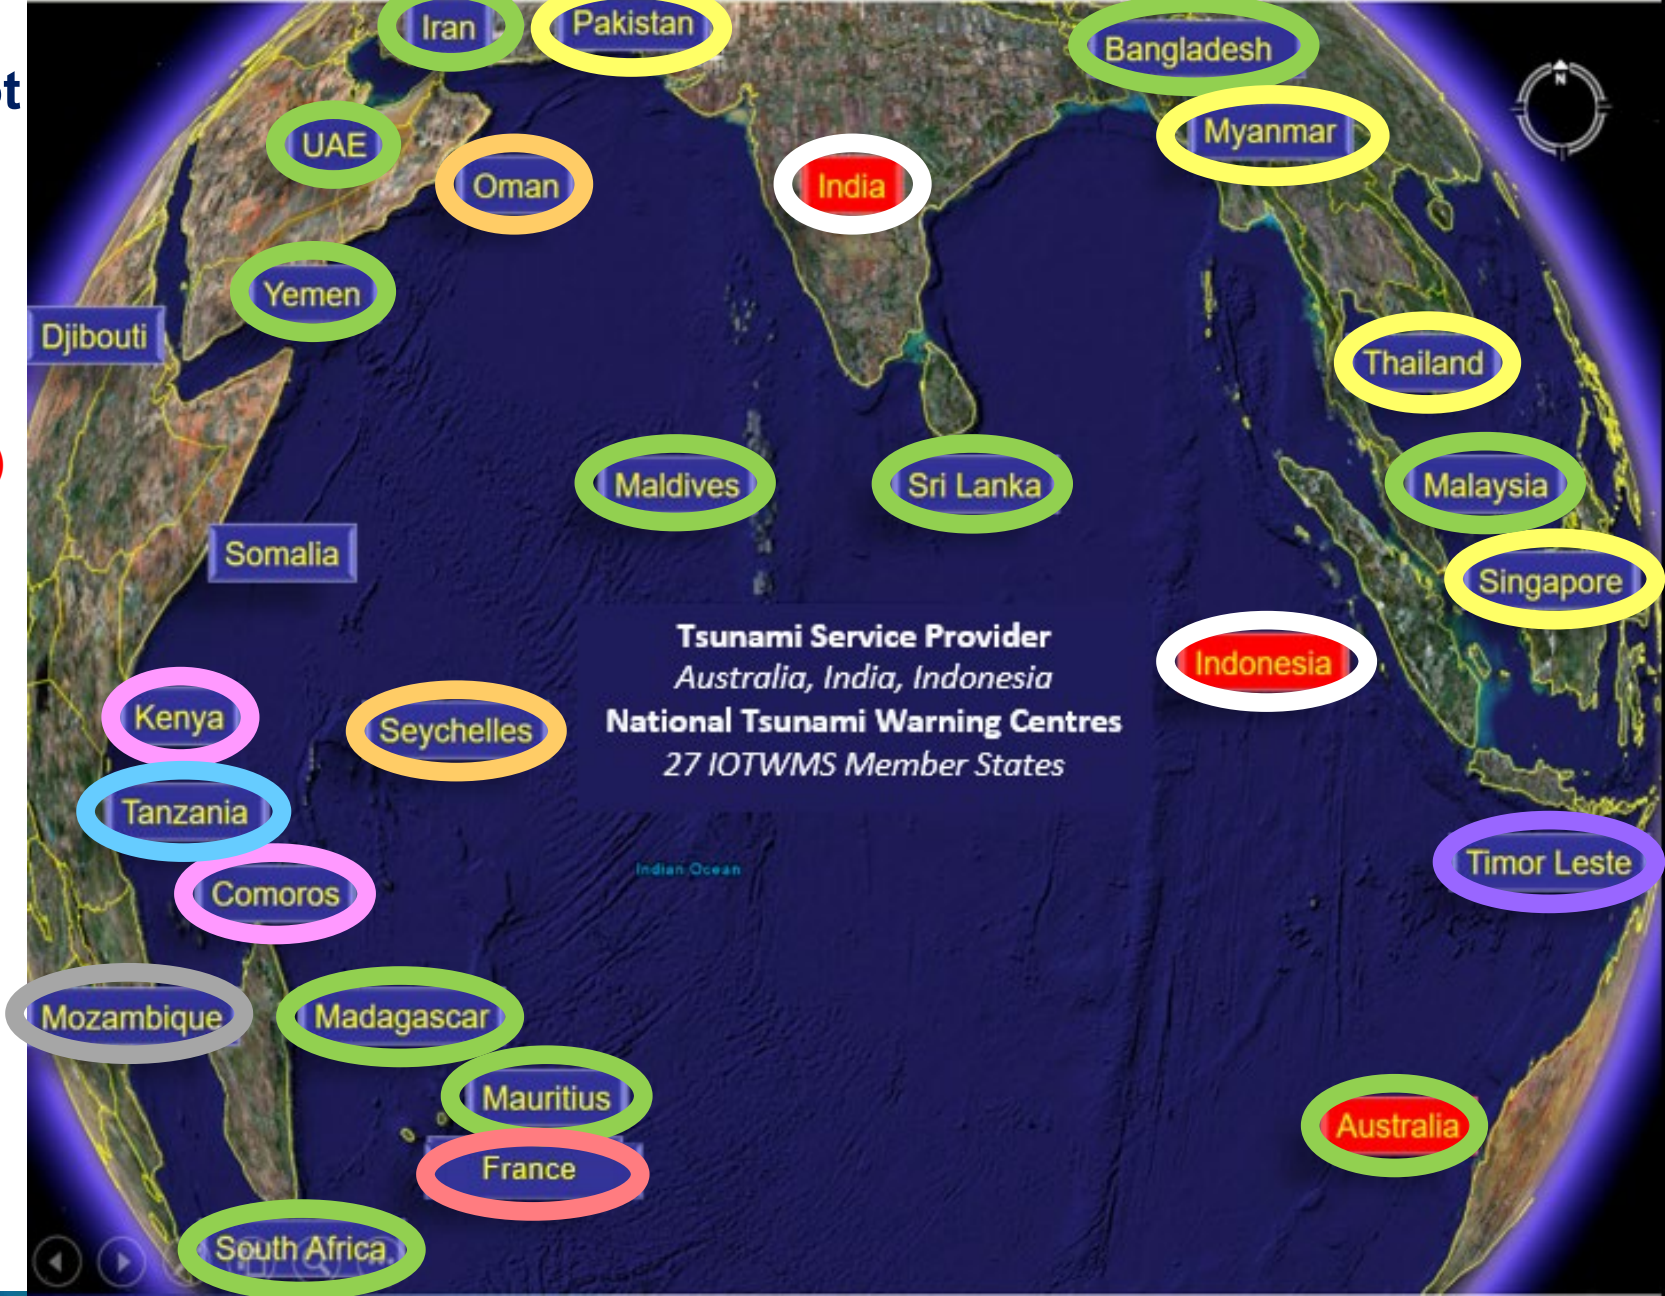 Iran
Pakistan
Bangladesh
N
Myanmar
UAE
Oman
India
Yemen
Djibouti
Thailand
Maldives
Sri Lanka
Malaysia
Somalia
Singapore
Tsunami Service Provider
Australia, India, Indonesia
National Tsunami Warning Centres
27 IOTWMS Member States
Indonesia
Kenya
Seychelles
Tanzania
Timor Leste
Indian Ocean
Comoros
Mozambique
Madagascar
Mauritius
Australia
France
South Africa